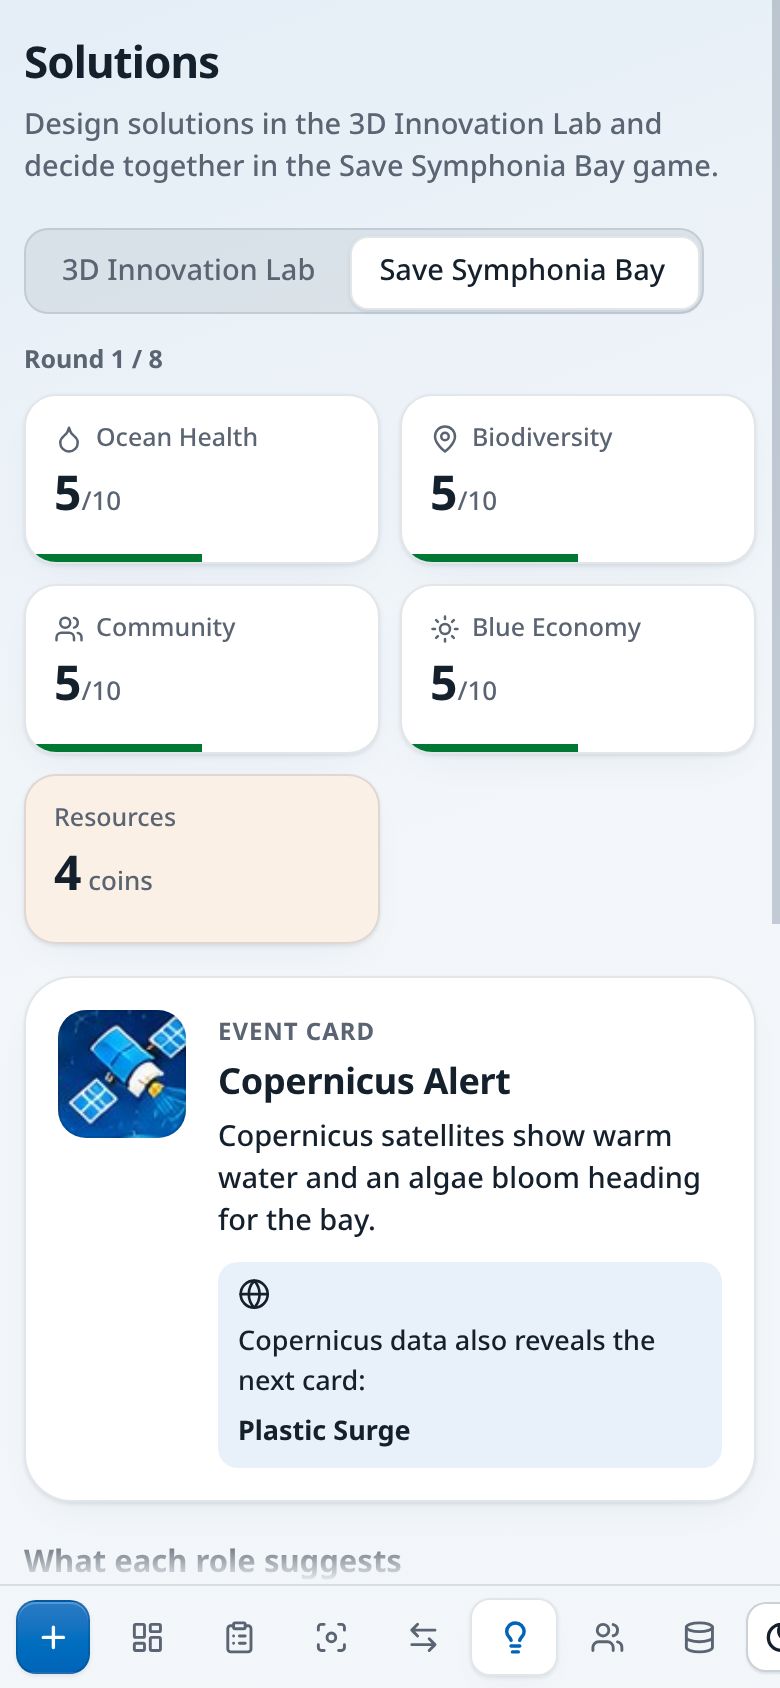 Solutions
Design solutions in the 3D Innovation Lab and
decide together in the Save Symphonia Bay game.
3D Innovation Lab
Save Symphonia Bay
Round 1 / 8
Ocean Health
5/10
Biodiversity
5/10
Community
5/10
Blue Economy
5/10
Resources
4 coins
EVENT CARD
Copernicus Alert
Copernicus satellites show warm
water and an algae bloom heading
for the bay.
Copernicus data also reveals the
next card:
Plastic Surge
What each role suggests